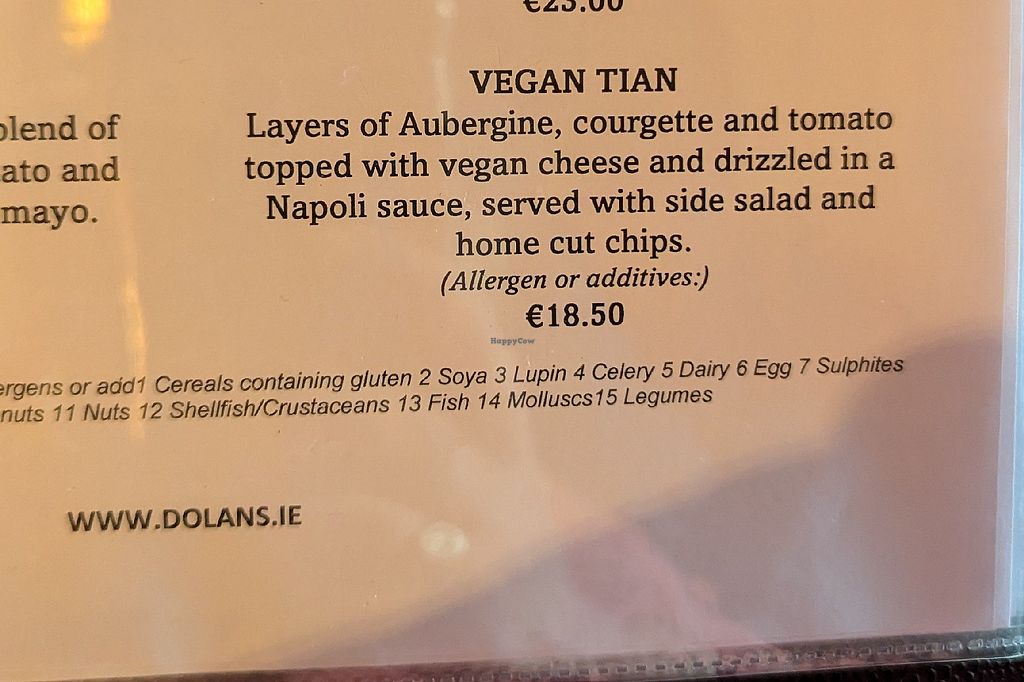 €23.00
VEGAN TIAN
Layers of Aubergine, courgette and tomato
topped with vegan cheese and drizzled in a
Napoli sauce, served with side salad and
home cut chips.
(Allergen or additives:)
€18.50
blend of
ato and
mayo.
HappyCow
ergens or add1 Cereals containing gluten 2 Soya 3 Lupin 4 Celery 5 Dairy 6 Egg 7 Sulphites
nuts 11 Nuts 12 Shellfish/Crustaceans 13 Fish 14 Molluscs15 Legumes
WWW.DOLANS.IE